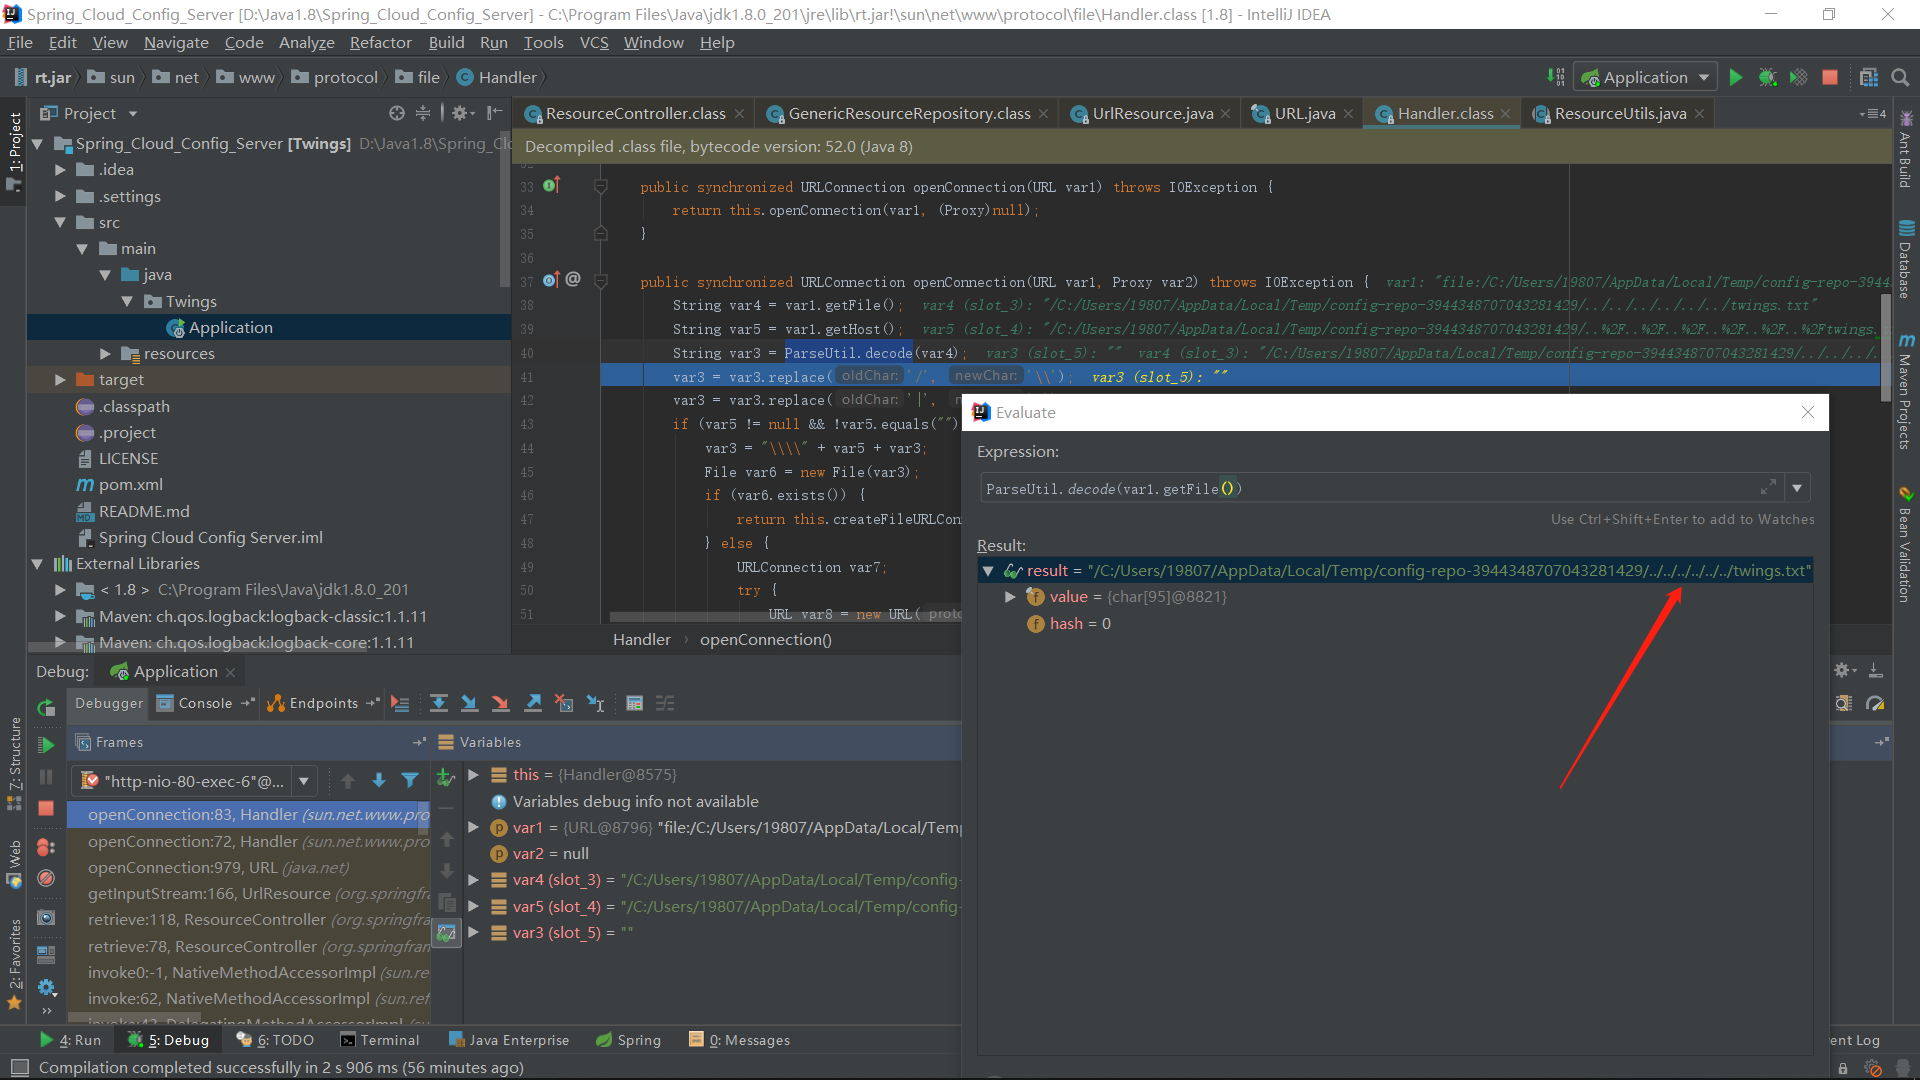 Spring_Cloud_Config_Server [D:\Java1.8\Spring_Cloud_Config_Server] - C:\Program Files\Java\jdk1.8.0_201\jre\lib\rt.jar!\sun\net\www\protocol\file\Handler.class [1.8] - IntelliJ IDEA
File Edit View Navigate Code Analyze Refactor Build Run Tools VCS Window Help
rt.jar sun net www protocol file Handler
Application
1: Project
Project
Spring_Cloud_Config_Server [Twings] D:\Java1.8\Spring_Clo
.idea
.settings
src
main
java
Twings
Application
resources
target
.classpath
.project
LICENSE
pom.xml
README.md
Spring Cloud Config Server.iml
External Libraries
< 1.8 > C:\Program Files\Java\jdk1.8.0_201
Maven: ch.qos.logback:logback-classic:1.1.11
Maven: ch.qos.logback:logback-core:1.1.11
ResourceController.class GenericResourceRepository.class UrlResource.java URL.java Handler.class ResourceUtils.java
4
Decompiled .class file, bytecode version: 52.0 (Java 8)
33 public synchronized URLConnection openConnection(URL var1) throws IOException {
34 return this.openConnection(var1, (Proxy)null);
35 }
36
37 @ public synchronized URLConnection openConnection(URL var1, Proxy var2) throws IOException { var1: "file:/C:/Users/19807/AppData/Local/Temp/config-repo-3944
38 String var4 = var1.getFile(); var4 (slot_3): "/C:/Users/19807/AppData/Local/Temp/config-repo-3944348707043281429/../../../../../../twings.txt"
39 String var5 = var1.getHost(); var5 (slot_4): "/C:/Users/19807/AppData/Local/Temp/config-repo-3944348707043281429/..%2F..%2F..%2F..%2F..%2F..%2Ftwings.
40 String var3 = ParseUtil.decode(var4); var3 (slot_5): "" var4 (slot_3): "/C:/Users/19807/AppData/Local/Temp/config-repo-3944348707043281429/../../../.
41 var3 = var3.replace( oldChar: '/', newChar: '\\'); var3 (slot_5): ""
42 var3 = var3.replace( oldChar: '|',
43 if (var5 != null && !var5.equals("")
44 var3 = "\\\\" + var5 + var3;
45 File var6 = new File(var3);
46 if (var6.exists()) {
47 return this.createFileURLCon
48 } else {
49 URLConnection var7;
50 try {
51 URL var8 = new URL( proto
Handler openConnection()
Evaluate
Expression:
ParseUtil.decode(var1.getFile())
Use Ctrl+Shift+Enter to add to Watches
Result:
result = "/C:/Users/19807/AppData/Local/Temp/config-repo-3944348707043281429/../../../../../../twings.txt"
value = {char[95]@8821}
hash = 0
Ant Build
Database
Maven Projects
Bean Validation
Debug: Application
Debugger Console Endpoints
Frames
Variables
"http-nio-80-exec-6"@...
openConnection:83, Handler (sun.net.www.pro
openConnection:72, Handler (sun.net.www.pro
openConnection:979, URL (java.net)
getInputStream:166, UrlResource (org.springfra
retrieve:118, ResourceController (org.springfra
retrieve:78, ResourceController (org.springfram
invoke0:-1, NativeMethodAccessorImpl (sun.re
invoke:62, NativeMethodAccessorImpl (sun.refl
invoke:43, DelegatingMethodAccessorImpl
this = {Handler@8575}
Variables debug info not available
var1 = {URL@8796} "file:/C:/Users/19807/AppData/Local/Tem
var2 = null
var4 (slot_3) = "/C:/Users/19807/AppData/Local/Temp/config-
var5 (slot_4) = "/C:/Users/19807/AppData/Local/Temp/config-
var3 (slot_5) = ""
7: Structure
Web
2: Favorites
4: Run 5: Debug 6: TODO Terminal Java Enterprise Spring 0: Messages
ent Log
Compilation completed successfully in 2 s 906 ms (56 minutes ago)